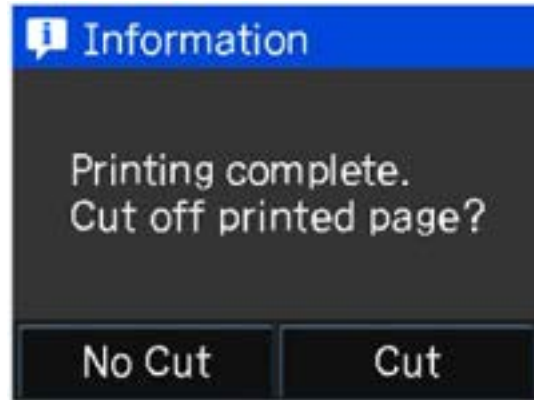 Information
Printing complete.
Cut off printed page?
No Cut
Cut